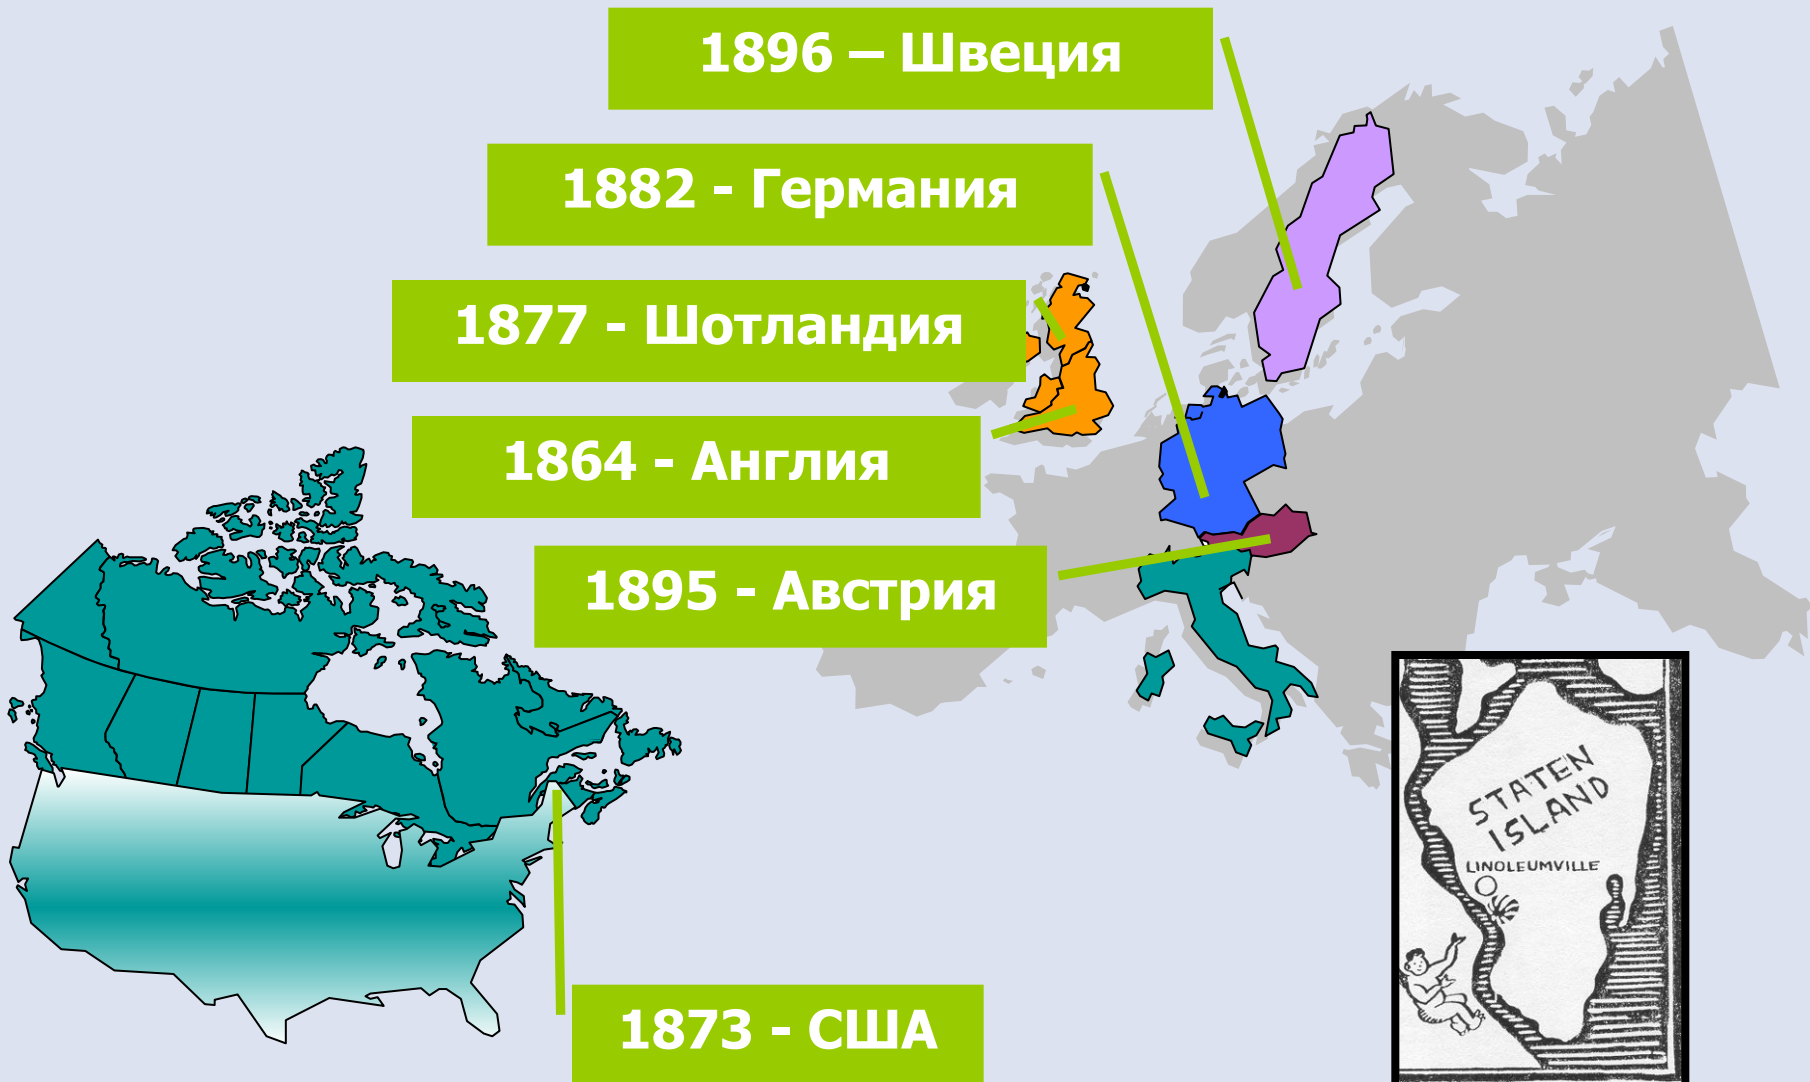 1896 – Швеция
1882 - Германия
1877 - Шотландия
1864 - Англия
1895 - Австрия
1873 - США
STATEN
ISLAND
LINOLEUMVILLE